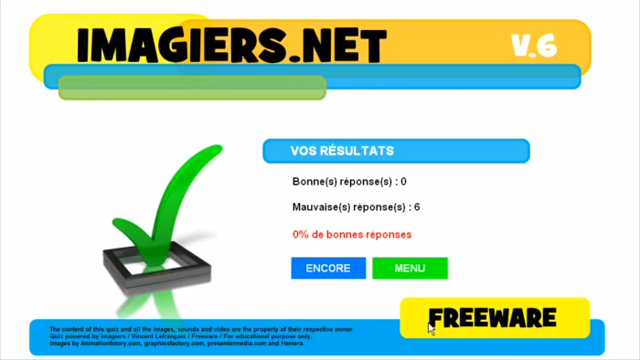 IMAGIERS.NET
V.6
VOS RÉSULTATS
Bonne(s) réponse(s) : 0
Mauvaise(s) réponse(s) : 6
0% de bonnes réponses
ENCORE
MENU
FREEWARE
The content of this quiz and all the images, sounds and video are the property of their respective owner.
Quiz powered by Imagiers / Vincent Lefrançois / Freeware / For educational purpose only.
Images by Animationfctory.com, graphicsfactory.com, presentermedia.com and Hemera.